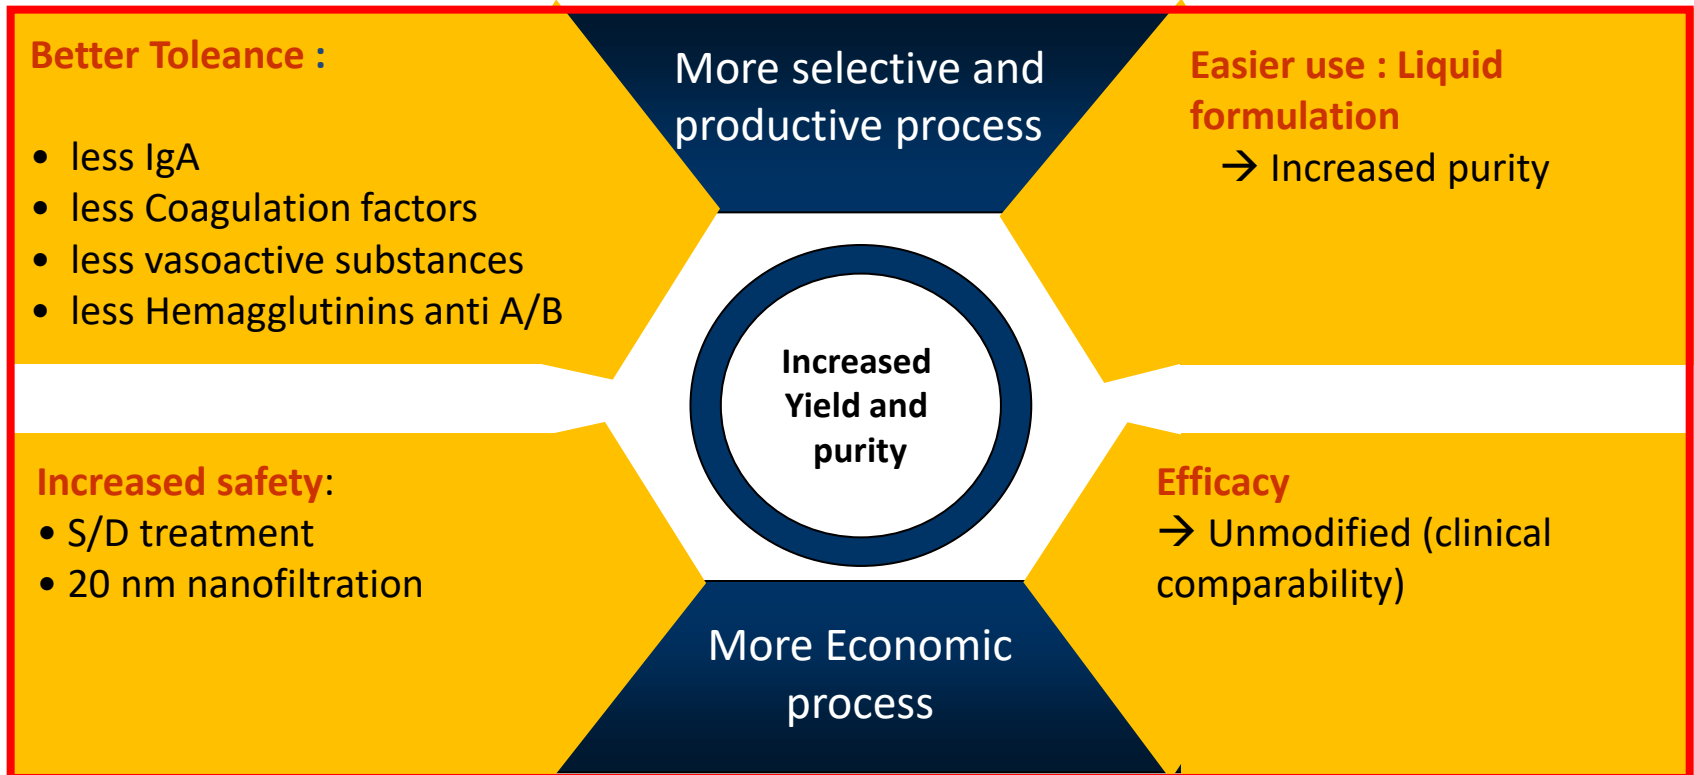 Better Toleance :
• less IgA
• less Coagulation factors
• less vasoactive substances
• less Hemagglutinins anti A/B
More selective and
productive process
Easier use : Liquid
formulation
→ Increased purity
Increased
Yield and
purity
Increased safety:
• S/D treatment
• 20 nm nanofiltration
Efficacy
→ Unmodified (clinical
comparability)
More Economic
process